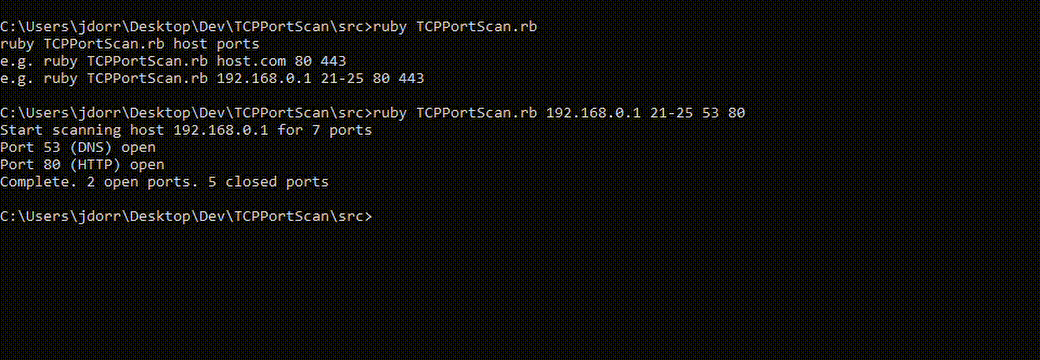 C:\Users\jdorr\Desktop\Dev\TCPPortScan\src>ruby TCPPortScan.rb
ruby TCPPortScan.rb host ports
e.g. ruby TCPPortScan.rb host.com 80 443
e.g. ruby TCPPortScan.rb 192.168.0.1 21-25 80 443
C:\Users\jdorr\Desktop\Dev\TCPPortScan\src>ruby TCPPortScan.rb 192.168.0.1 21-25 53 80
Start scanning host 192.168.0.1 for 7 ports
Port 53 (DNS) open
Port 80 (HTTP) open
Complete. 2 open ports. 5 closed ports
C:\Users\jdorr\Desktop\Dev\TCPPortScan\src>